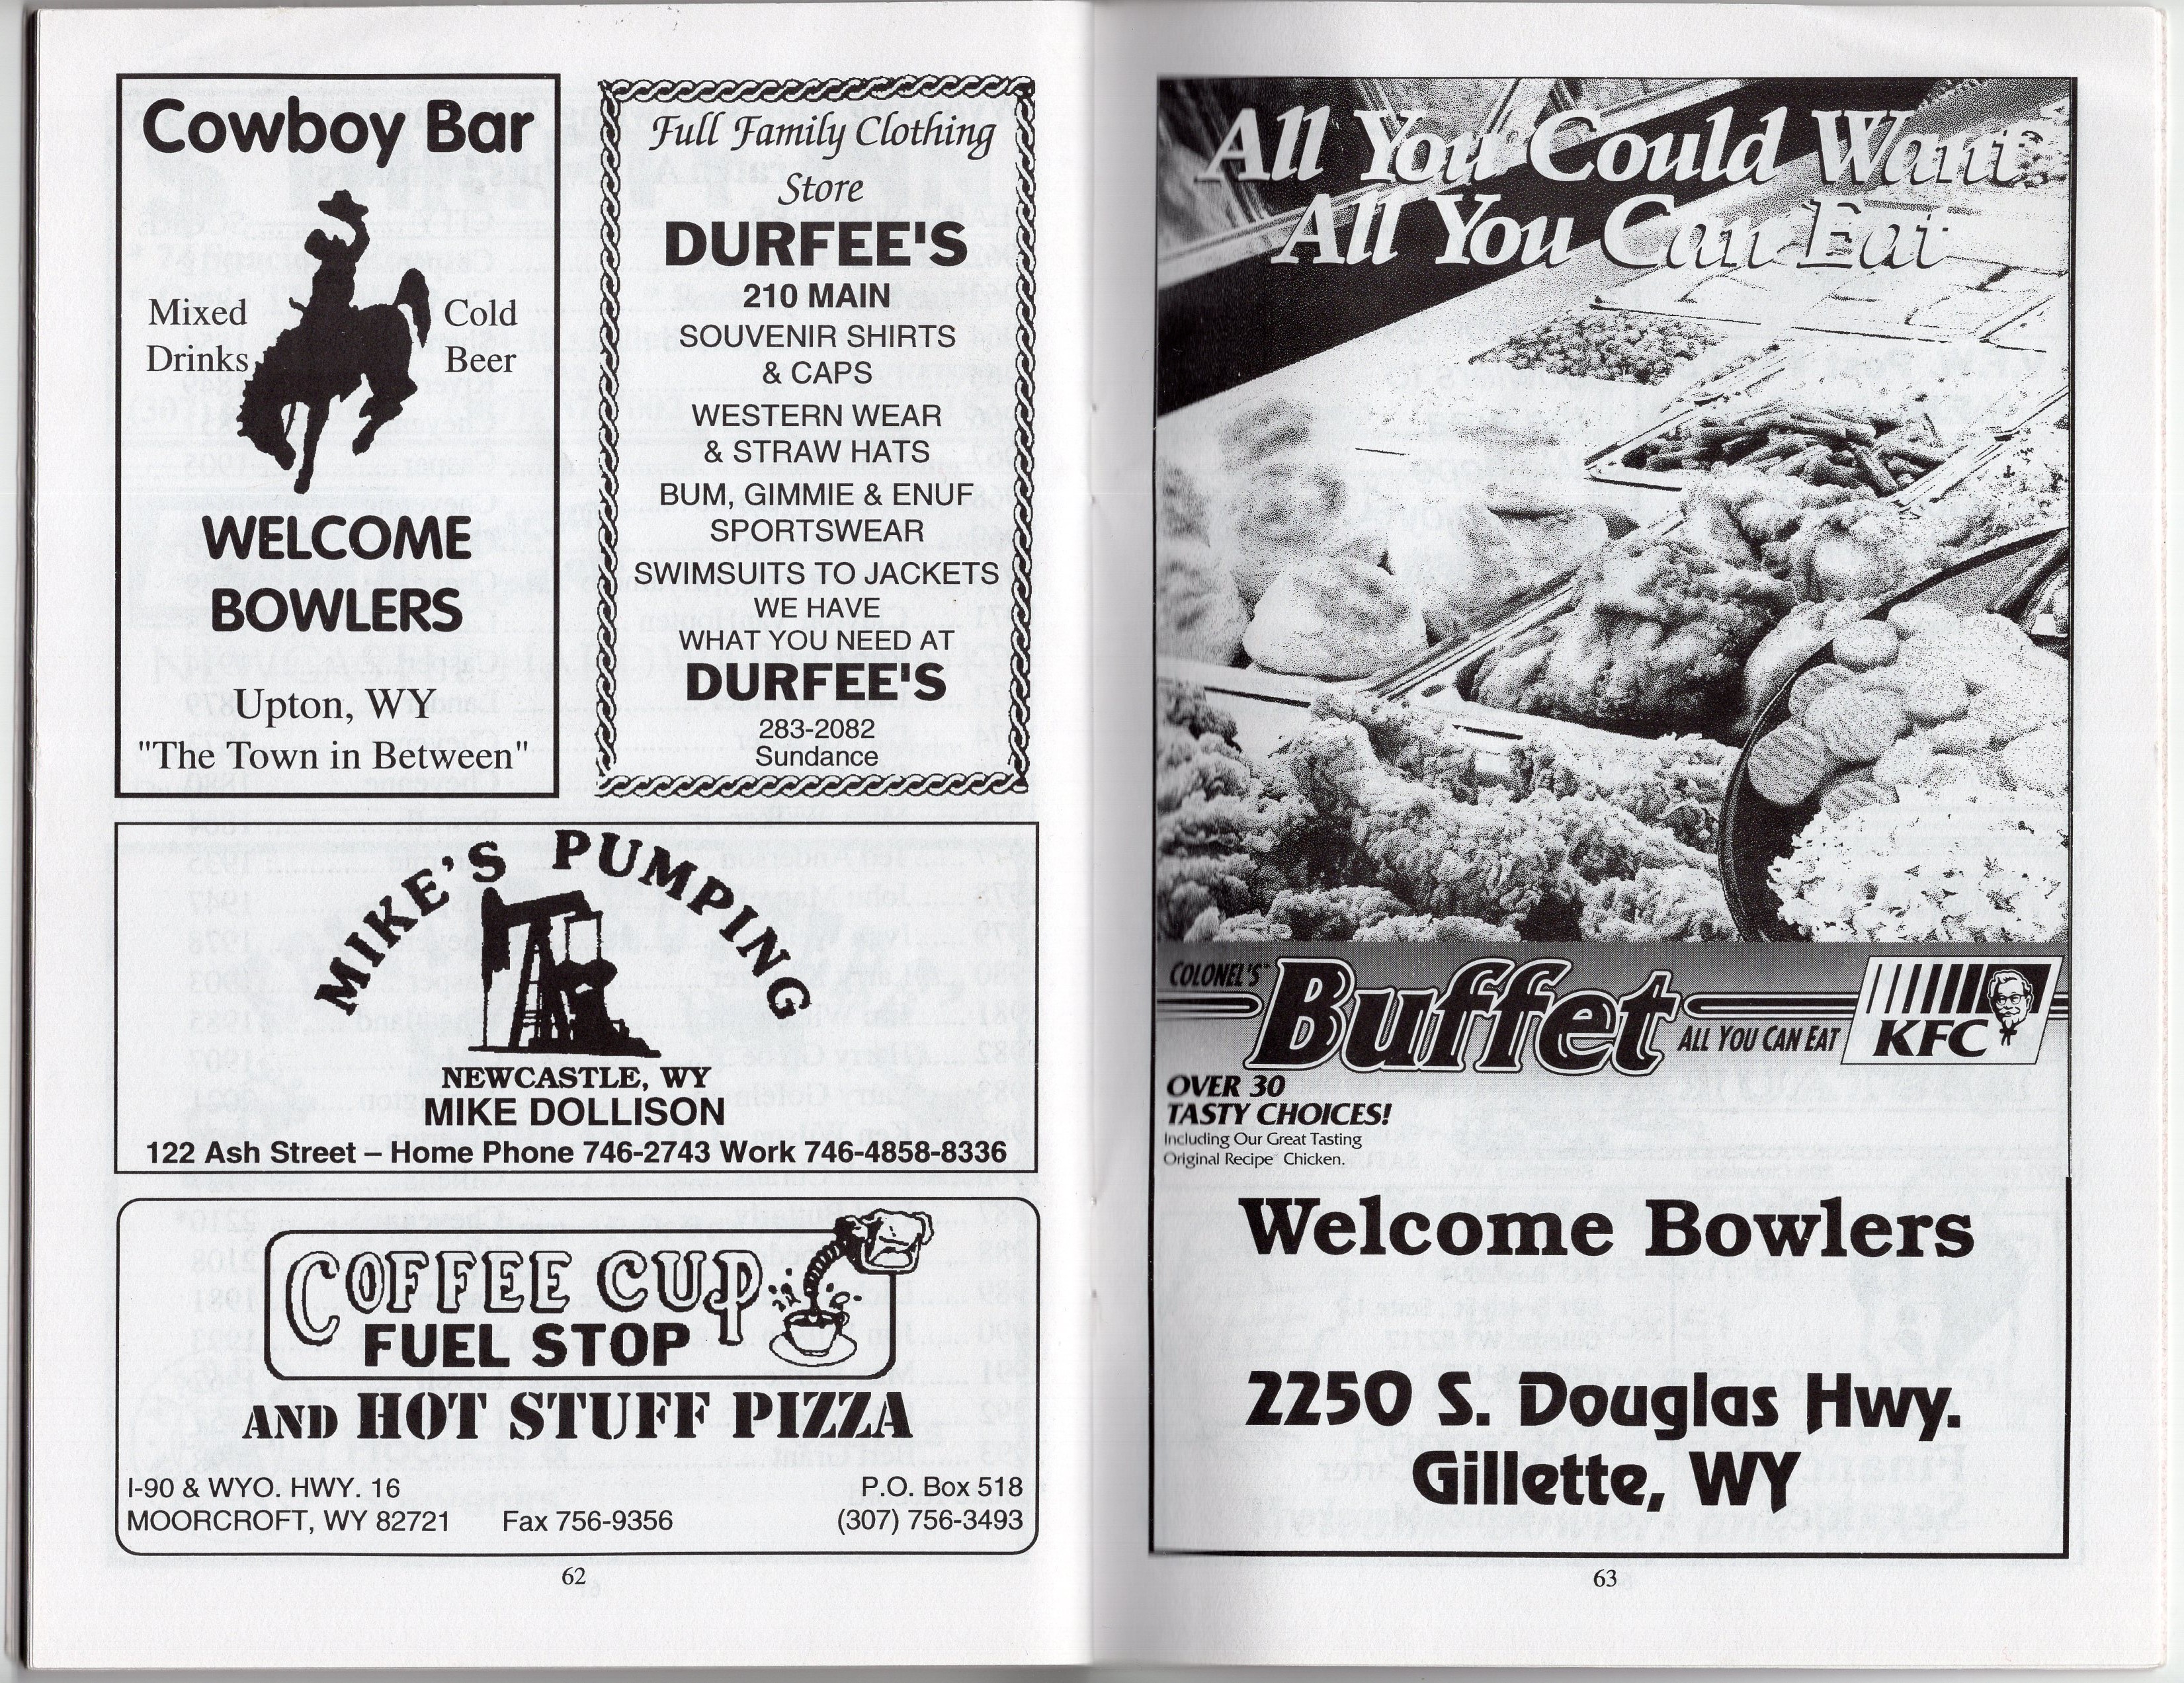 Cowboy Bar
Mixed
Drinks
Cold
Beer
WELCOME
BOWLERS
Upton, WY
"The Town in Between"
Full Family Clothing
Store
DURFEE'S
210 MAIN
SOUVENIR SHIRTS
& CAPS
WESTERN WEAR
& STRAW HATS
BUM, GIMMIE & ENUF
SPORTSWEAR
SWIMSUITS TO JACKETS
WE HAVE
WHAT YOU NEED AT
DURFEE'S
283-2082
Sundance
MIKE'S PUMPING
NEWCASTLE, WY
MIKE DOLLISON
122 Ash Street – Home Phone 746-2743 Work 746-4858-8336
COFFEE CUP
FUEL STOP
AND HOT STUFF PIZZA
I-90 & WYO. HWY. 16
MOORCROFT, WY 82721
Fax 756-9356
P.O. Box 518
(307) 756-3493
62
All You Could Want
All You Can Eat
COLONEL'S™
Buffet
ALL YOU CAN EAT
KFC
OVER 30
TASTY CHOICES!
Including Our Great Tasting
Original Recipe® Chicken.
Welcome Bowlers
2250 S. Douglas Hwy.
Gillette, WY
63